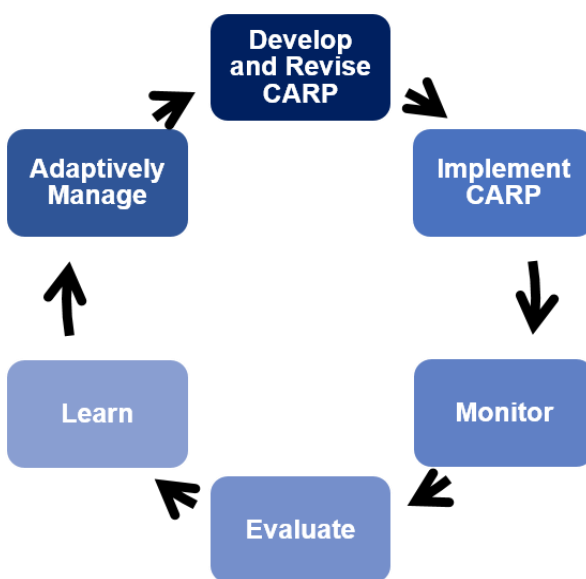 Develop
and Revise
CARP
Implement
CARP
Monitor
Evaluate
Learn
Adaptively
Manage